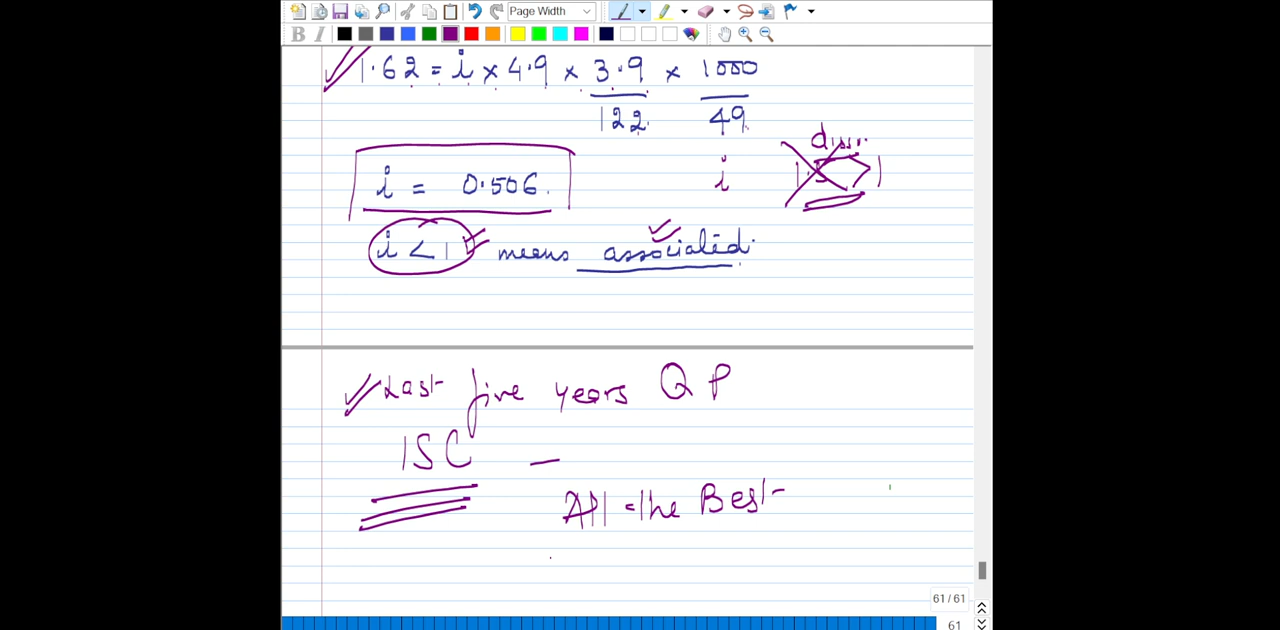 Page Width
B I
1.62 = i × 4.9 × 3.9/122 × 1000/49
i = 0.506.
i
i < 1 means associated.
Last five years Q P
ISC —
All the Best
61 / 61
61